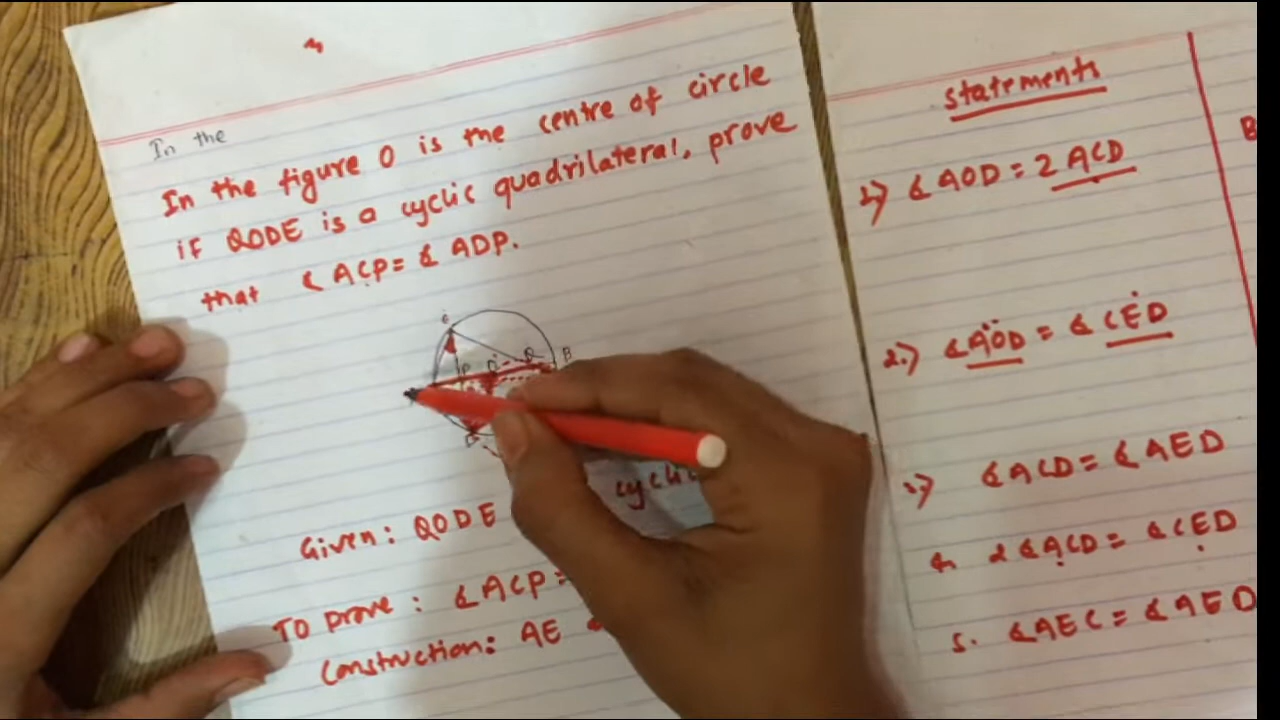 In the
In the figure O is the centre of circle
if QODE is a cyclic quadrilateral, prove
that ∡ ACP = ∡ ADP.
C
P O Q B
D
Given: QODE cyclic
To prove : ∡ACP =
Construction: AE
statements
B
1.) ∡AOD = 2 ACD
2.) ∡AOD = ∡ CED
3.) ∡ACD = ∡AED
4. 2 ∡ACD = ∡CED
5. ∡AEC = ∡AED